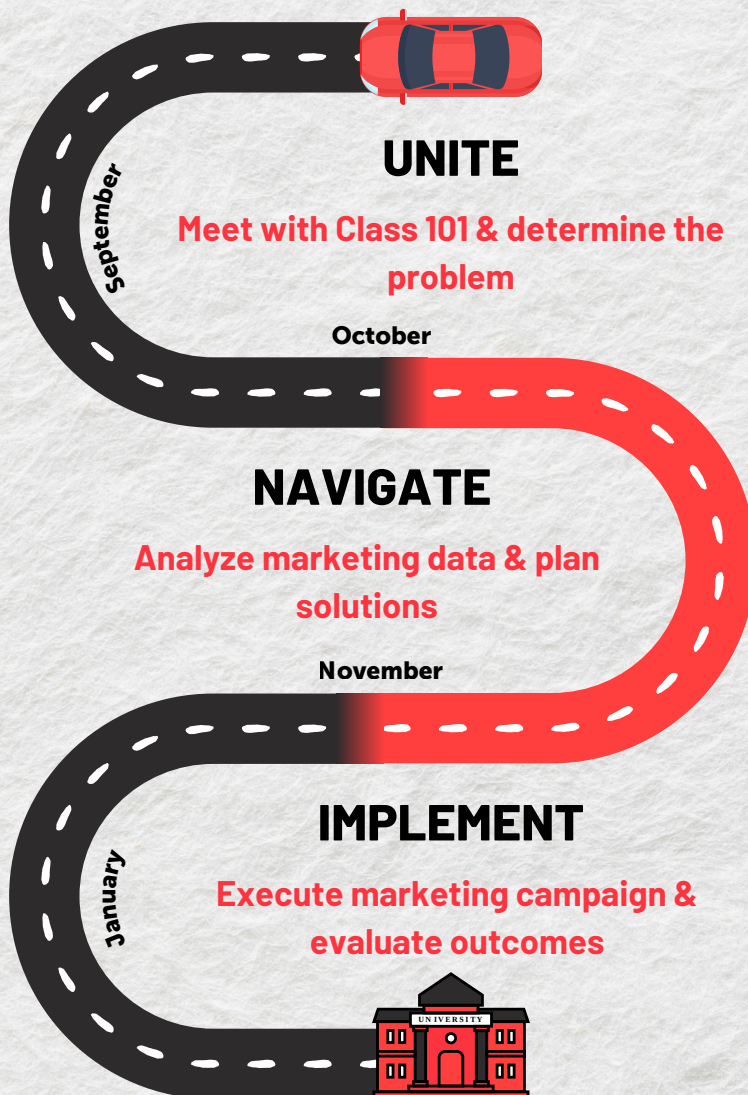 UNITE
September
Meet with Class 101 & determine the
problem
October
NAVIGATE
Analyze marketing data & plan
solutions
November
IMPLEMENT
January
Execute marketing campaign &
evaluate outcomes
UNIVERSITY